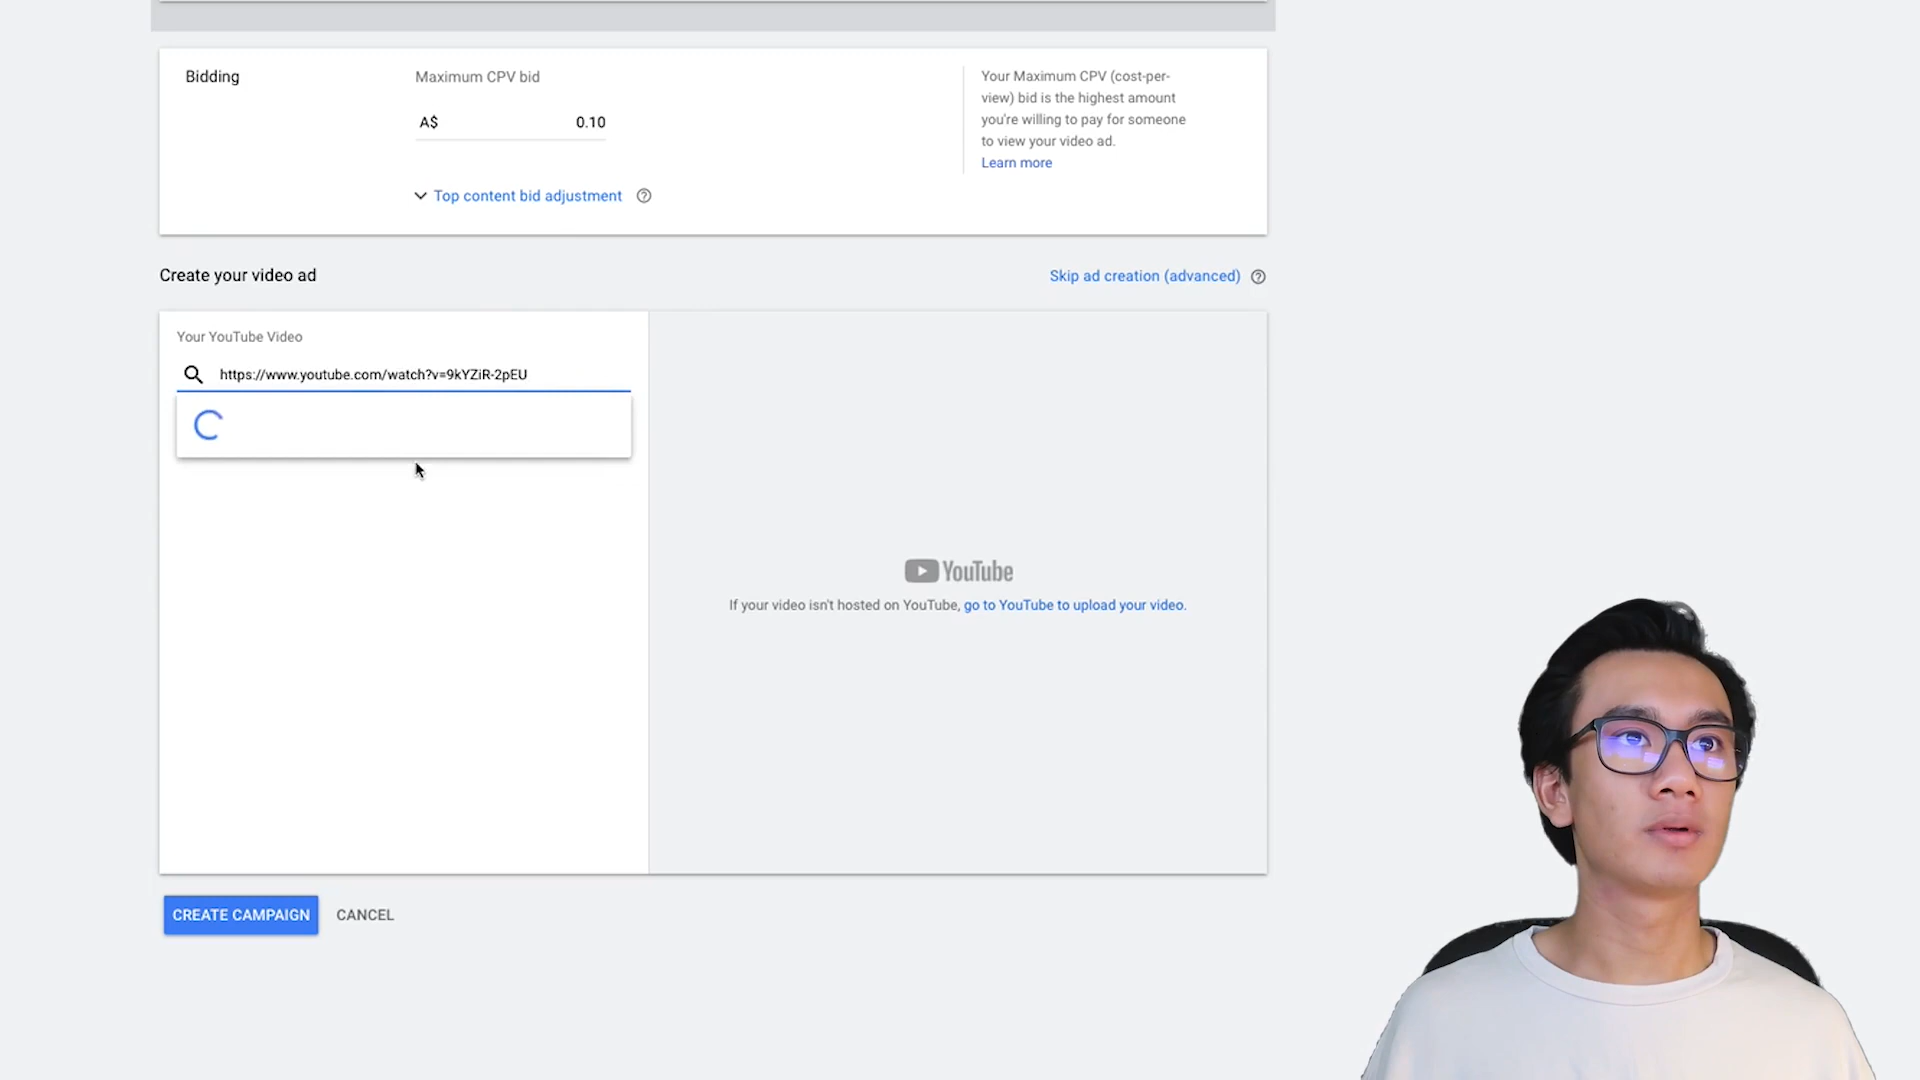 Bidding
Maximum CPV bid
A$ 0.10
Top content bid adjustment
Your Maximum CPV (cost-per-
view) bid is the highest amount
you're willing to pay for someone
to view your video ad.
Learn more
Create your video ad
Skip ad creation (advanced)
Your YouTube Video
https://www.youtube.com/watch?v=9kYZiR-2pEU
YouTube
If your video isn't hosted on YouTube, go to YouTube to upload your video.
CREATE CAMPAIGN
CANCEL